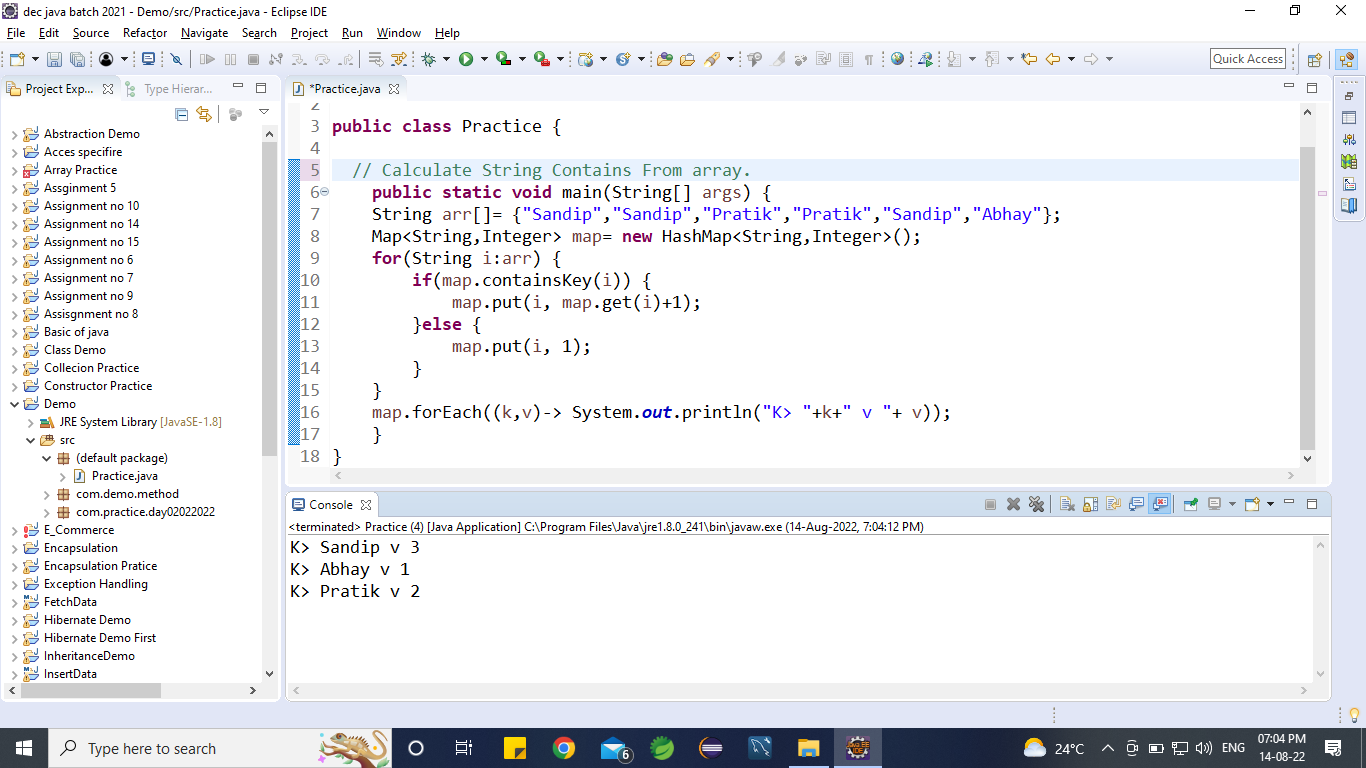 dec java batch 2021 - Demo/src/Practice.java - Eclipse IDE
File Edit Source Refactor Navigate Search Project Run Window Help
Quick Access
Project Exp... Type Hierar...
Abstraction Demo
Acces specifire
Array Practice
Assginment 5
Assignment no 10
Assignment no 14
Assignment no 15
Assignment no 6
Assignment no 7
Assignment no 9
Assisgnment no 8
Basic of java
Class Demo
Collecion Practice
Constructor Practice
Demo
JRE System Library [JavaSE-1.8]
src
(default package)
Practice.java
com.demo.method
com.practice.day02022022
E_Commerce
Encapsulation
Encapsulation Pratice
Exception Handling
FetchData
Hibernate Demo
Hibernate Demo First
InheritanceDemo
InsertData
*Practice.java
2
3 public class Practice {
4
5 // Calculate String Contains From array.
6 public static void main(String[] args) {
7 String arr[]= {"Sandip","Sandip","Pratik","Pratik","Sandip","Abhay"};
8 Map<String,Integer> map= new HashMap<String,Integer>();
9 for(String i:arr) {
10 if(map.containsKey(i)) {
11 map.put(i, map.get(i)+1);
12 }else {
13 map.put(i, 1);
14 }
15 }
16 map.forEach((k,v)-> System.out.println("K> "+k+" v "+ v));
17 }
18 }
Console
<terminated> Practice (4) [Java Application] C:\Program Files\Java\jre1.8.0_241\bin\javaw.exe (14-Aug-2022, 7:04:12 PM)
K> Sandip v 3
K> Abhay v 1
K> Pratik v 2
Type here to search
6
24°C
ENG
07:04 PM
14-08-22